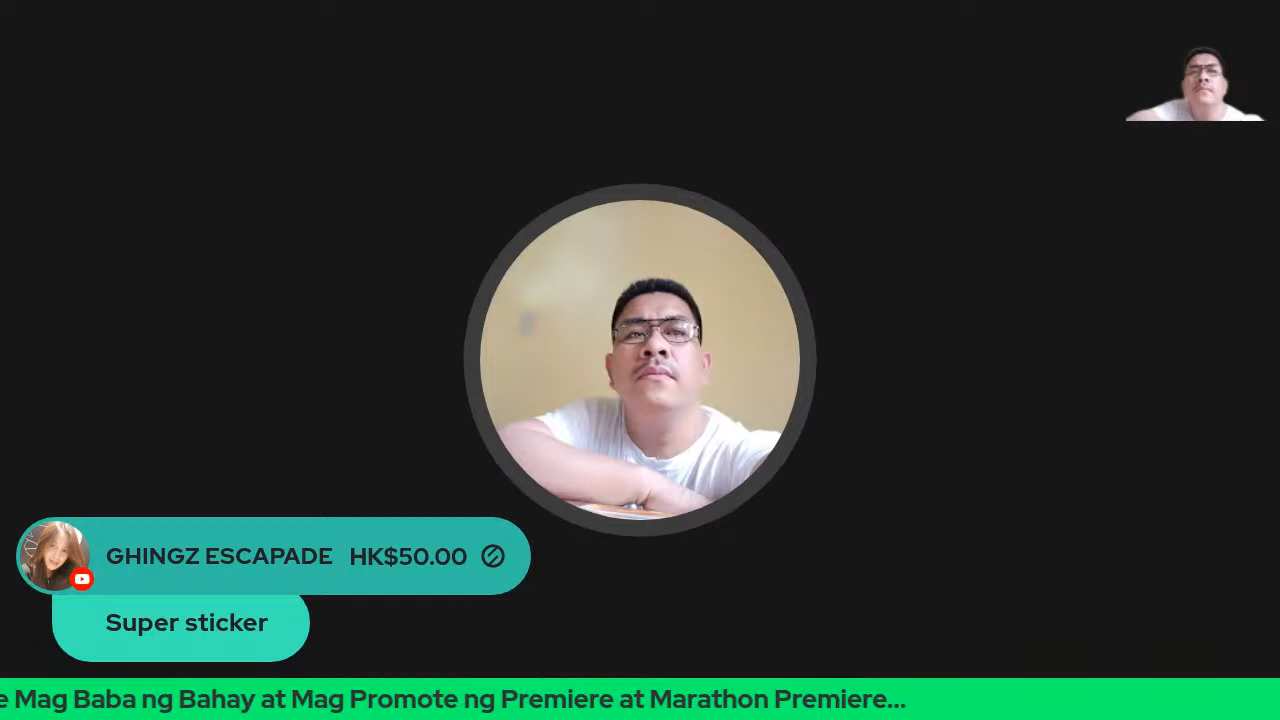 GHINGZ ESCAPADE HK$50.00
Super sticker
e Mag Baba ng Bahay at Mag Promote ng Premiere at Marathon Premiere...